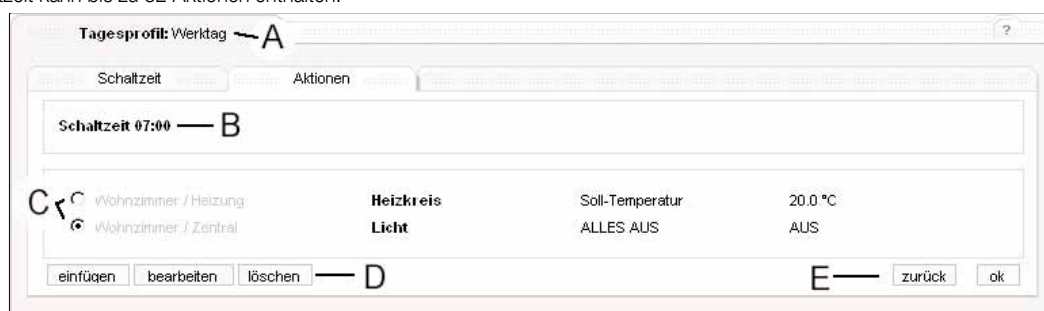 Tagesprofil: Werktag A ?
Schaltzeit Aktionen
Schaltzeit 07:00 B
C
Wohnzimmer / Heizung Heizkreis Soll-Temperatur 20.0 °C
Wohnzimmer / Zentral Licht ALLES AUS AUS
einfügen bearbeiten löschen D E zurück ok